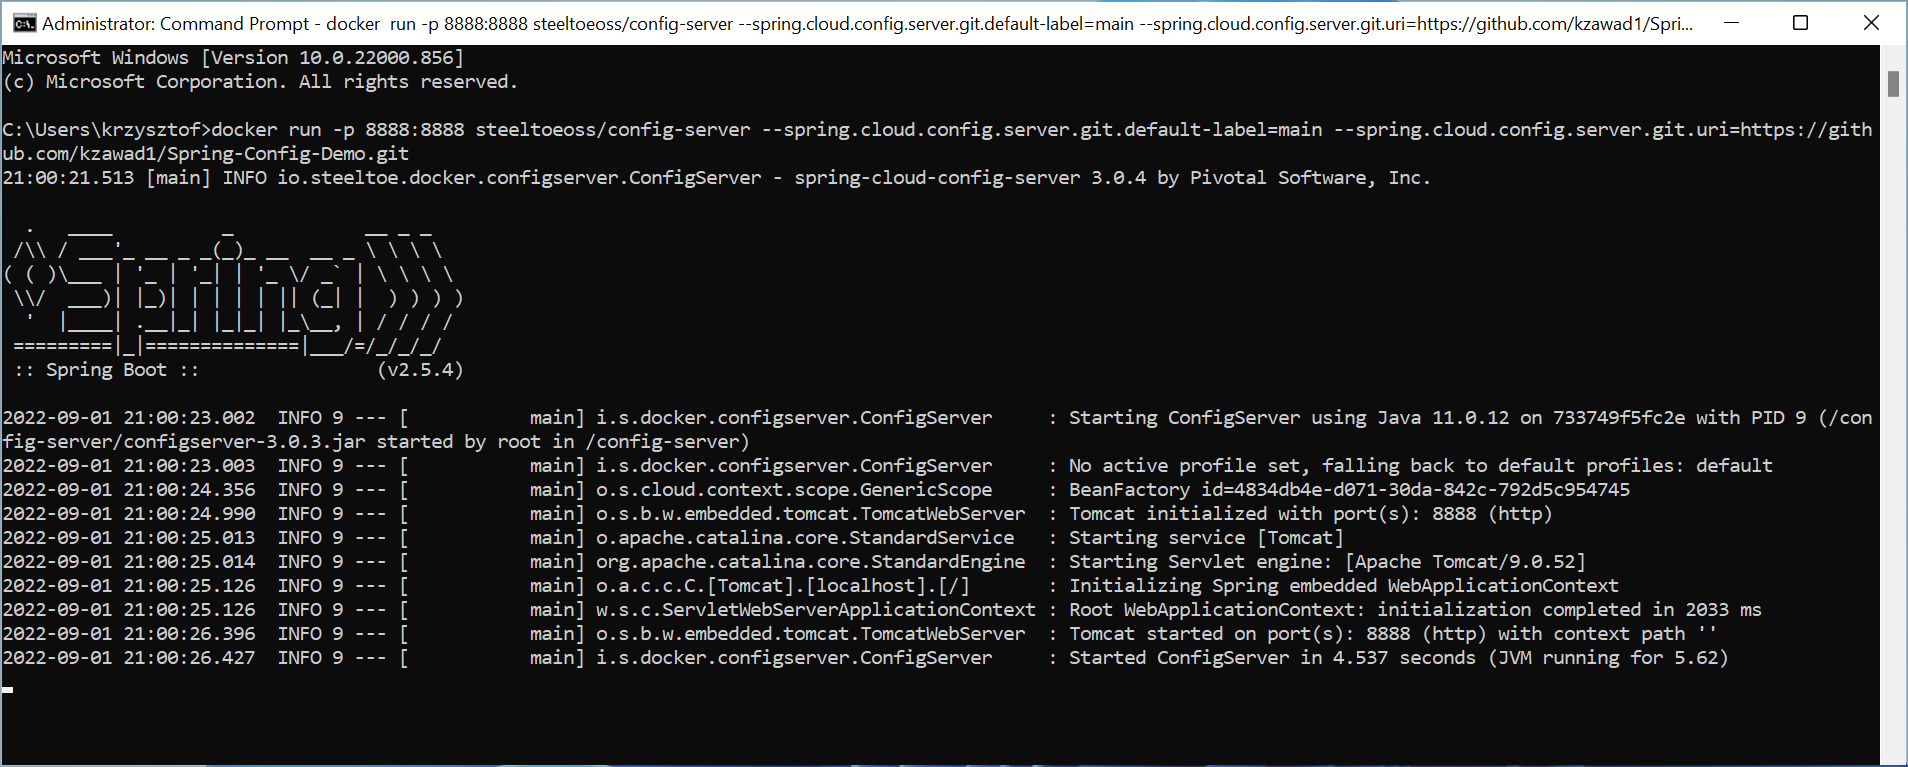 Administrator: Command Prompt - docker  run -p 8888:8888 steeltoeoss/config-server --spring.cloud.config.server.git.default-label=main --spring.cloud.config.server.git.uri=https://github.com/kzawad1/Spri...
Microsoft Windows [Version 10.0.22000.856]
(c) Microsoft Corporation. All rights reserved.

C:\Users\krzysztof>docker run -p 8888:8888 steeltoeoss/config-server --spring.cloud.config.server.git.default-label=main --spring.cloud.config.server.git.uri=https://gith
ub.com/kzawad1/Spring-Config-Demo.git
21:00:21.513 [main] INFO io.steeltoe.docker.configserver.ConfigServer - spring-cloud-config-server 3.0.4 by Pivotal Software, Inc.

  .   ____          _            __ _ _
 /\\ / ___'_ __ _ _(_)_ __  __ _ \ \ \ \
( ( )\___ | '_ | '_| | '_ \/ _` | \ \ \ \
 \\/  ___)| |_)| | | | | || (_| |  ) ) ) )
  '  |____| .__|_| |_|_| |_\__, | / / / /
 =========|_|==============|___/=/_/_/_/
 :: Spring Boot ::                (v2.5.4)

2022-09-01 21:00:23.002  INFO 9 --- [           main] i.s.docker.configserver.ConfigServer     : Starting ConfigServer using Java 11.0.12 on 733749f5fc2e with PID 9 (/con
fig-server/configserver-3.0.3.jar started by root in /config-server)
2022-09-01 21:00:23.003  INFO 9 --- [           main] i.s.docker.configserver.ConfigServer     : No active profile set, falling back to default profiles: default
2022-09-01 21:00:24.356  INFO 9 --- [           main] o.s.cloud.context.scope.GenericScope     : BeanFactory id=4834db4e-d071-30da-842c-792d5c954745
2022-09-01 21:00:24.990  INFO 9 --- [           main] o.s.b.w.embedded.tomcat.TomcatWebServer  : Tomcat initialized with port(s): 8888 (http)
2022-09-01 21:00:25.013  INFO 9 --- [           main] o.apache.catalina.core.StandardService   : Starting service [Tomcat]
2022-09-01 21:00:25.014  INFO 9 --- [           main] org.apache.catalina.core.StandardEngine  : Starting Servlet engine: [Apache Tomcat/9.0.52]
2022-09-01 21:00:25.126  INFO 9 --- [           main] o.a.c.c.C.[Tomcat].[localhost].[/]       : Initializing Spring embedded WebApplicationContext
2022-09-01 21:00:25.126  INFO 9 --- [           main] w.s.c.ServletWebServerApplicationContext : Root WebApplicationContext: initialization completed in 2033 ms
2022-09-01 21:00:26.396  INFO 9 --- [           main] o.s.b.w.embedded.tomcat.TomcatWebServer  : Tomcat started on port(s): 8888 (http) with context path ''
2022-09-01 21:00:26.427  INFO 9 --- [           main] i.s.docker.configserver.ConfigServer     : Started ConfigServer in 4.537 seconds (JVM running for 5.62)